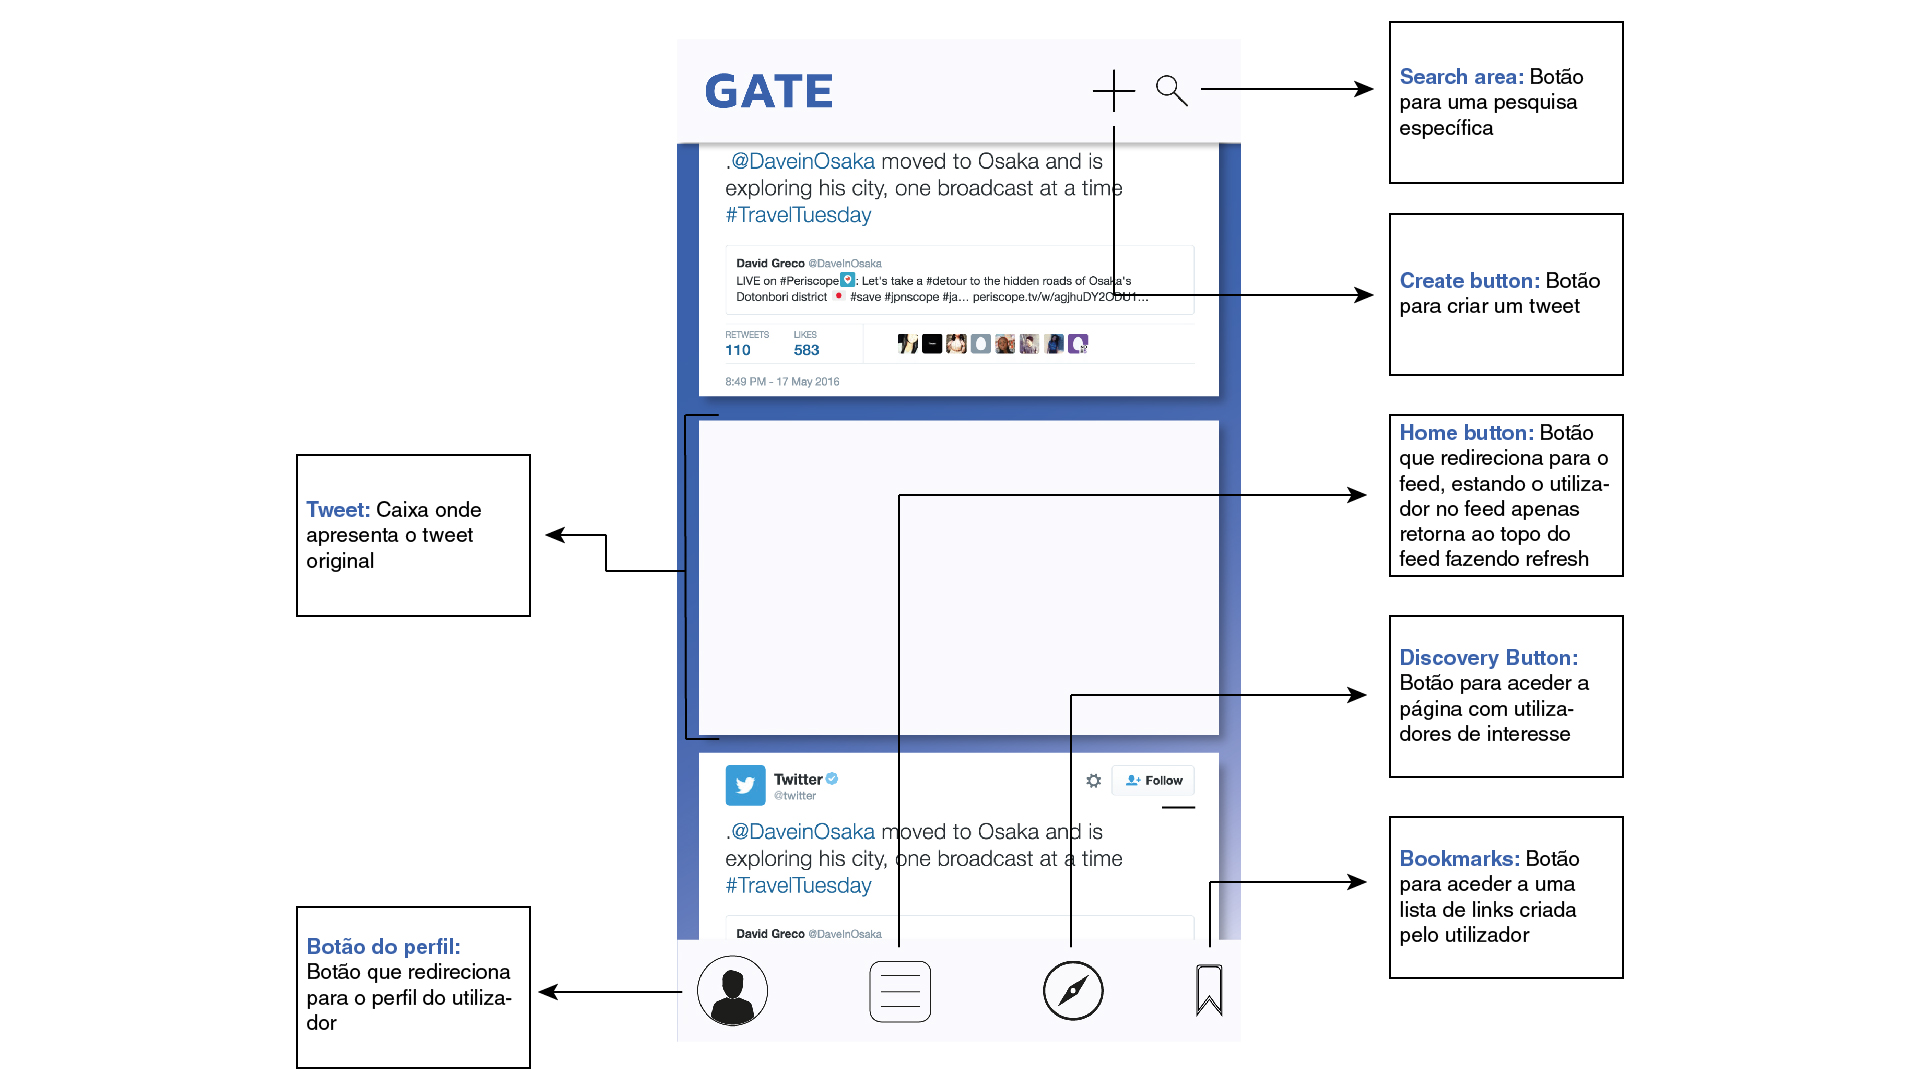 GATE
.@DaveinOsaka moved to Osaka and is
exploring his city, one broadcast at a time
#TravelTuesday
David Greco @DaveInOsaka
LIVE on #Periscope: Let's take a #detour to the hidden roads of Osaka's
Dotonbori district #save #jpnscope #ja... periscope.tv/w/agjhuDY2ODU1...
RETWEETS
LIKES
110
583
8:49 PM - 17 May 2016
Twitter
@twitter
Follow
.@DaveinOsaka moved to Osaka and is
exploring his city, one broadcast at a time
#TravelTuesday
David Greco @DaveInOsaka
Tweet: Caixa onde
apresenta o tweet
original
Botão do perfil:
Botão que redireciona
para o perfil do utiliza-
dor
Search area: Botão
para uma pesquisa
específica
Create button: Botão
para criar um tweet
Home button: Botão
que redireciona para o
feed, estando o utiliza-
dor no feed apenas
retorna ao topo do
feed fazendo refresh
Discovery Button:
Botão para aceder a
página com utiliza-
dores de interesse
Bookmarks: Botão
para aceder a uma
lista de links criada
pelo utilizador